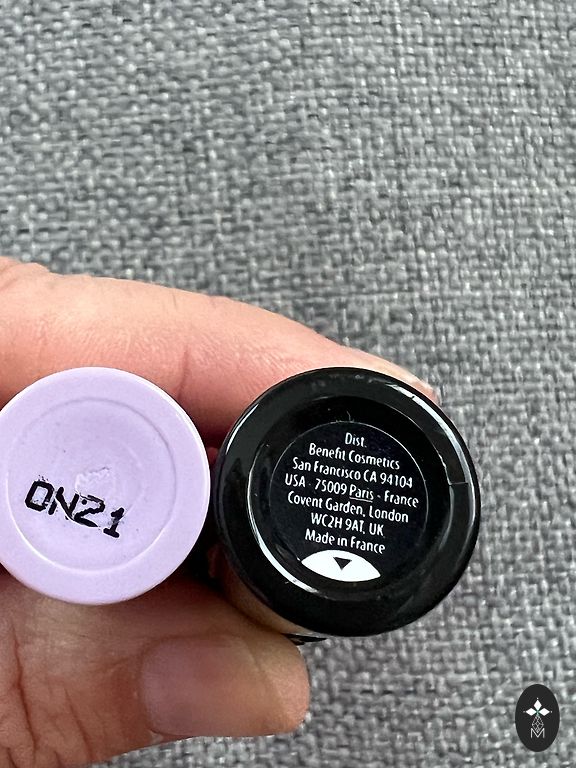 0N21
Dist.
Benefit Cosmetics
San Francisco CA 94104
USA · 75009 Paris - France
Covent Garden, London
WC2H 9AT, UK
Made in France
M